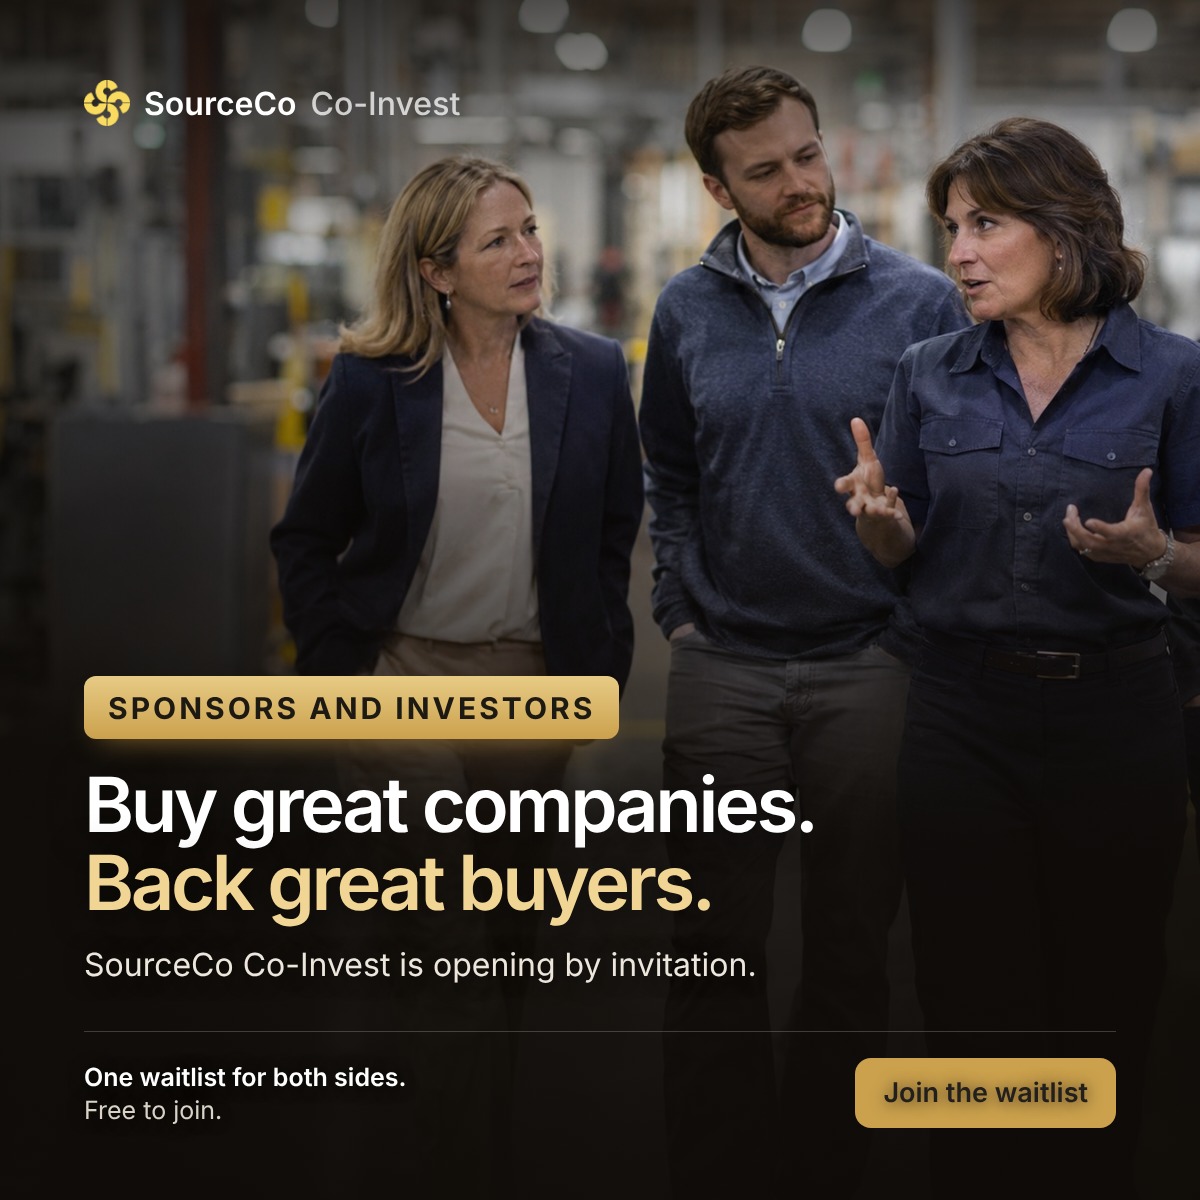 SourceCo Co-Invest
SPONSORS AND INVESTORS
Buy great companies.
Back great buyers.
SourceCo Co-Invest is opening by invitation.
One waitlist for both sides.
Free to join.
Join the waitlist